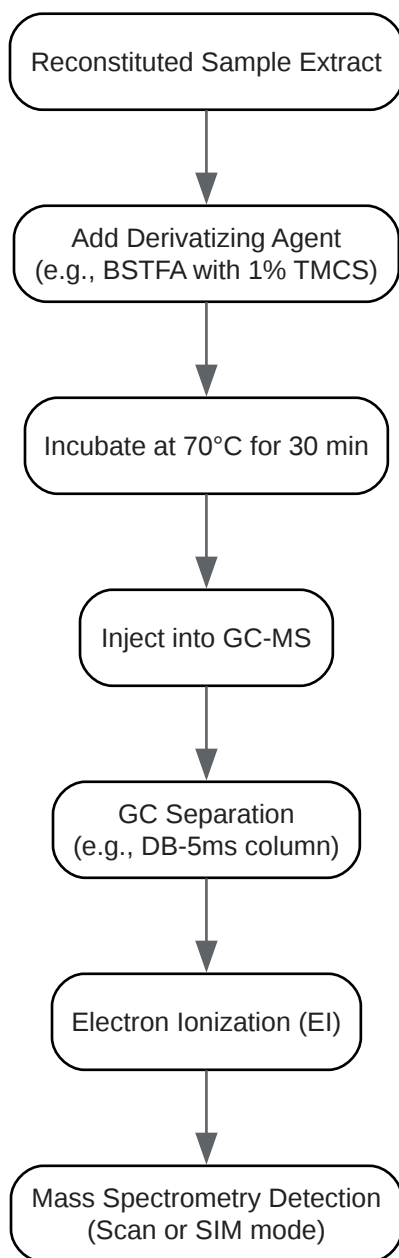 Reconstituted Sample Extract
Add Derivatizing Agent
(e.g., BSTFA with 1% TMCS)
Incubate at 70°C for 30 min
Inject into GC-MS
GC Separation
(e.g., DB-5ms column)
Electron Ionization (EI)
Mass Spectrometry Detection
(Scan or SIM mode)